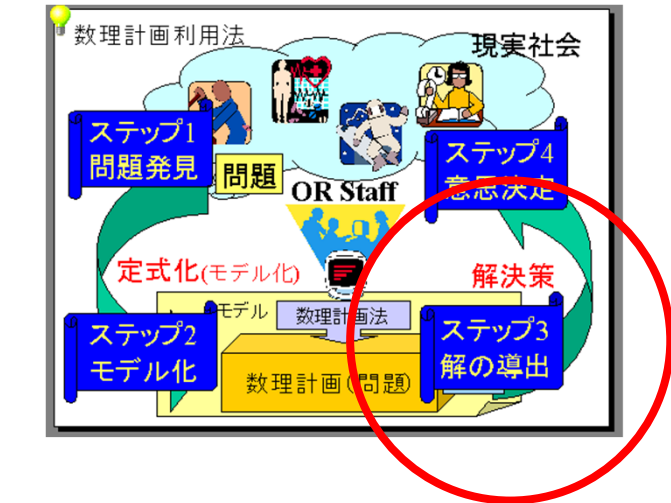 数理計画利用法
現実社会
ステップ1
問題発見
問題
OR Staff
ステップ4
意思決定
定式化(モデル化)
解決策
モデル
数理計画法
ステップ2
モデル化
ステップ3
解の導出
数理計画(問題)